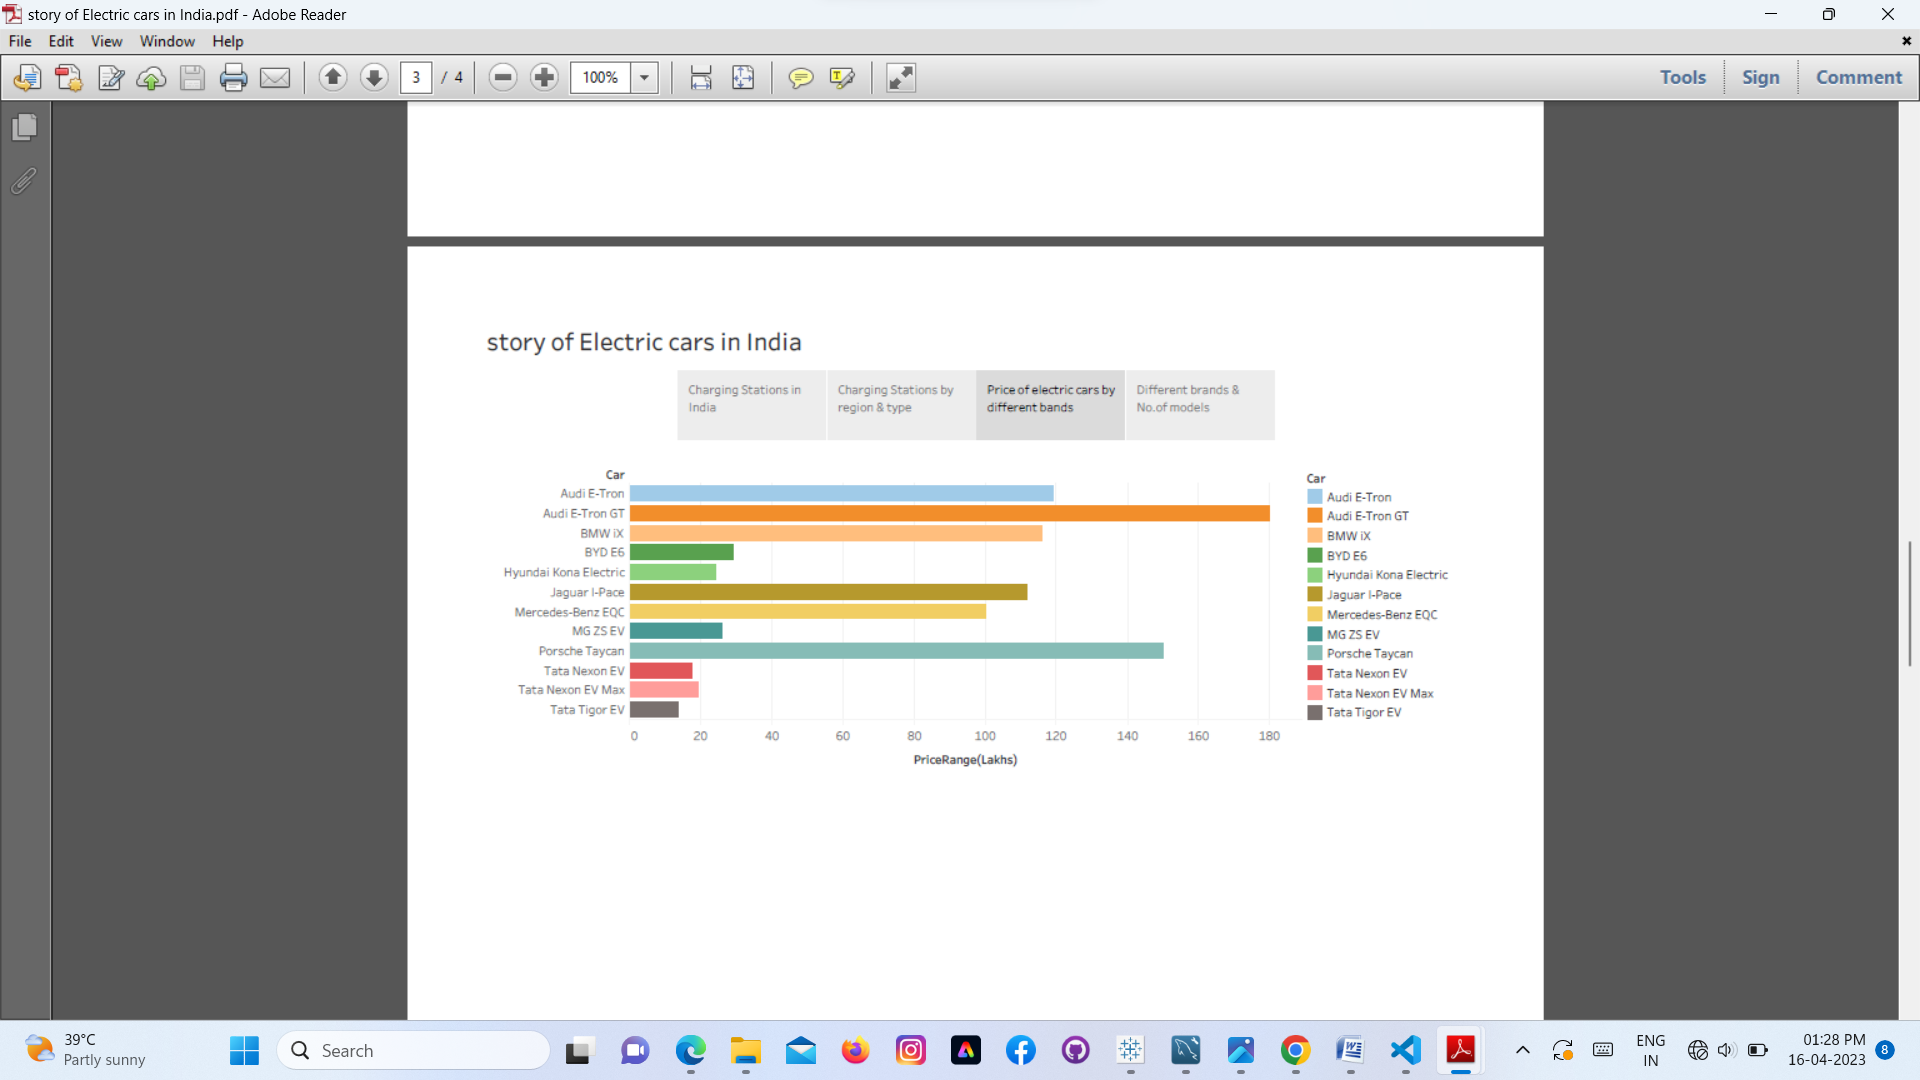 story of Electric cars in India.pdf - Adobe Reader
File Edit View Window Help
3 / 4 100% Tools Sign Comment
story of Electric cars in India
Charging Stations in
India
Charging Stations by
region & type
Price of electric cars by
different bands
Different brands &
No.of models
Car
Audi E-Tron
Audi E-Tron GT
BMW iX
BYD E6
Hyundai Kona Electric
Jaguar I-Pace
Mercedes-Benz EQC
MG ZS EV
Porsche Taycan
Tata Nexon EV
Tata Nexon EV Max
Tata Tigor EV
0 20 40 60 80 100 120 140 160 180
PriceRange(Lakhs)
Car
Audi E-Tron
Audi E-Tron GT
BMW iX
BYD E6
Hyundai Kona Electric
Jaguar I-Pace
Mercedes-Benz EQC
MG ZS EV
Porsche Taycan
Tata Nexon EV
Tata Nexon EV Max
Tata Tigor EV
39°C
Partly sunny
Search
ENG
IN
01:28 PM
16-04-2023
8